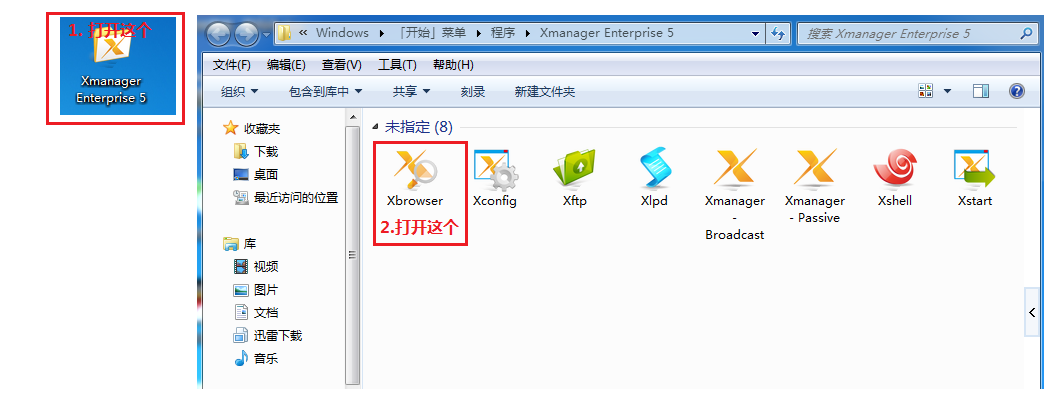 1. 打开这个
Xmanager
Enterprise 5
« Windows ▸ 「开始」菜单 ▸ 程序 ▸ Xmanager Enterprise 5
搜索 Xmanager Enterprise 5
文件(F) 编辑(E) 查看(V) 工具(T) 帮助(H)
组织 包含到库中 共享 刻录 新建文件夹
收藏夹
下载
桌面
最近访问的位置
库
视频
图片
文档
迅雷下载
音乐
未指定 (8)
Xbrowser
2.打开这个
Xconfig
Xftp
Xlpd
Xmanager
-
Broadcast
Xmanager
- Passive
Xshell
Xstart